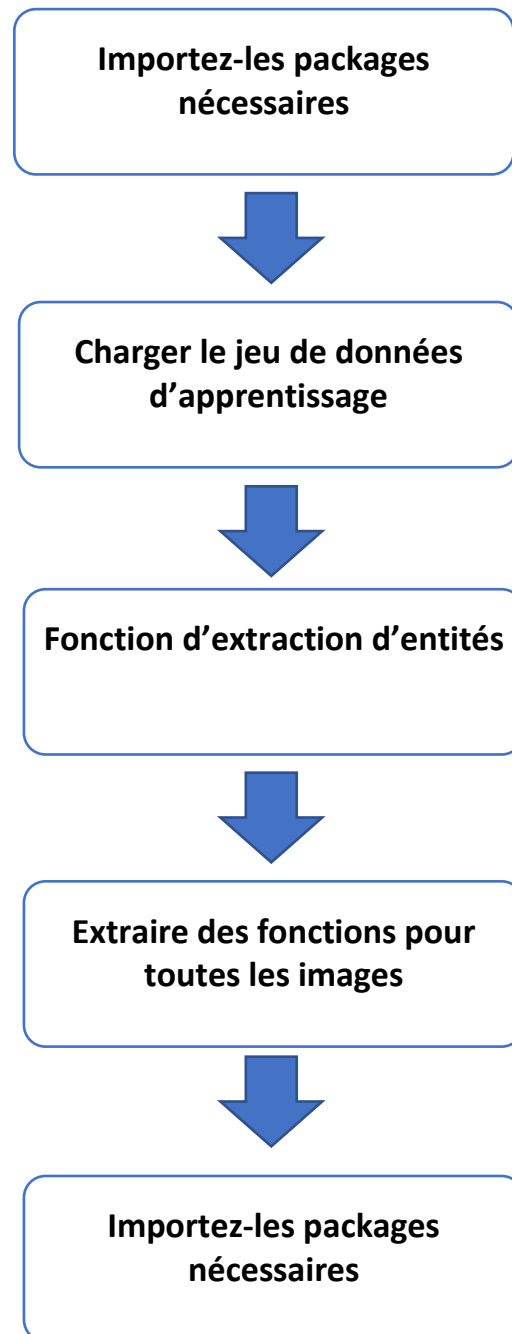 Importez-les packages
nécessaires
Charger le jeu de données
d’apprentissage
Fonction d’extraction d’entités
Extraire des fonctions pour
toutes les images
Importez-les packages
nécessaires